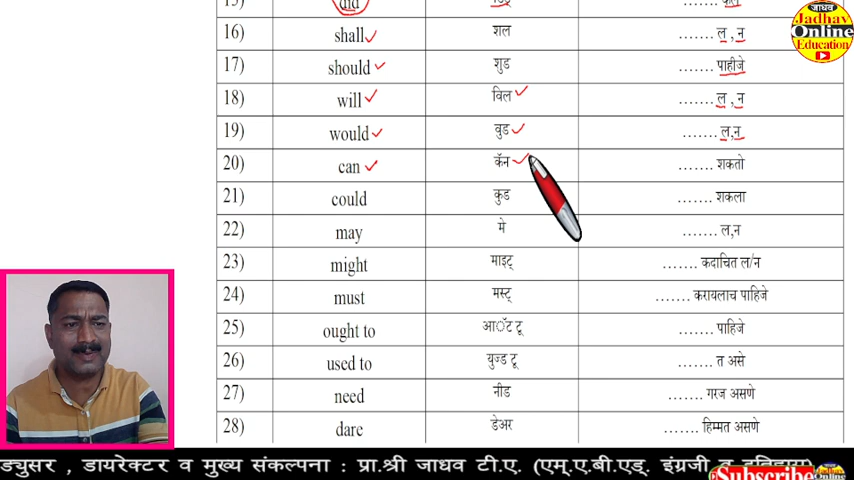 15) did डिड् ....... केले
16) shall शल ....... ल , न
17) should शुड ....... पाहीजे
18) will विल ....... ल , न
19) would वुड ....... ल,न
20) can कॅन ....... शकतो
21) could कुड ....... शकला
22) may मे ....... ल,न
23) might माइट् ....... कदाचित ल/न
24) must मस्ट् ....... करायलाच पाहिजे
25) ought to आॅट टू ....... पाहिजे
26) used to युज्ड टू ....... त असे
27) need नीड ....... गरज असणे
28) dare डेअर ....... हिम्मत असणे
जाधव
Jadhav
Online
Education
ड्युसर , डायरेक्टर व मुख्य संकल्पना : प्रा.श्री जाधव टी.ए. (एम्.ए.बी.एड्. इंग्रजी व इतिहास)
Subscribe